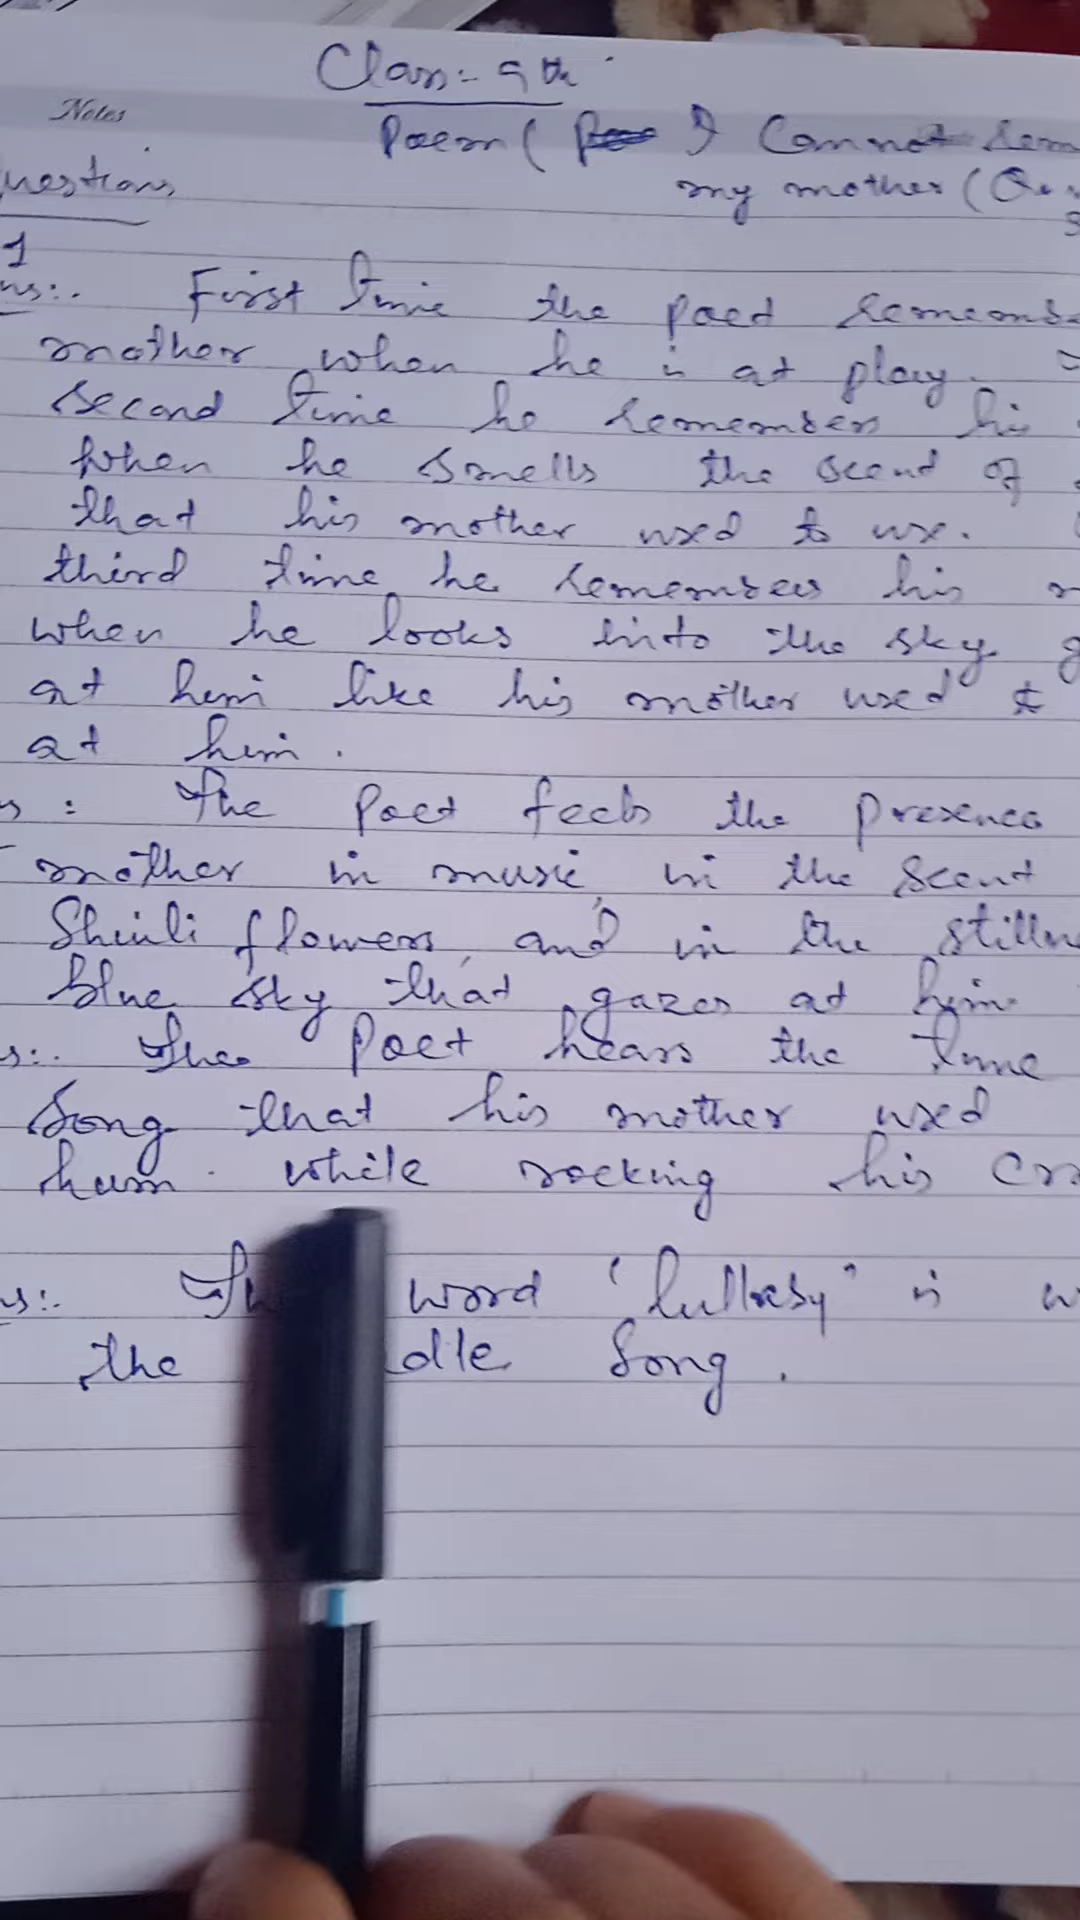 Class:- 9th
Notes
Poem ( I Cannot
my mother
Questions
1
Ans:. First time the poet
mother when he is at play.
second time he remembers his
when he smells the scent of
that his mother used to use.
third time he remembers his
when he looks into the sky
at him like his mother used
at him.
: The Poet feels the presence
mother in music, in the scent
Shiuli flowers, and in the
blue sky that gazes at him
:. The Poet hears the tune
Song that his mother used
hum while rocking his
:. word 'lullaby" is
the song.